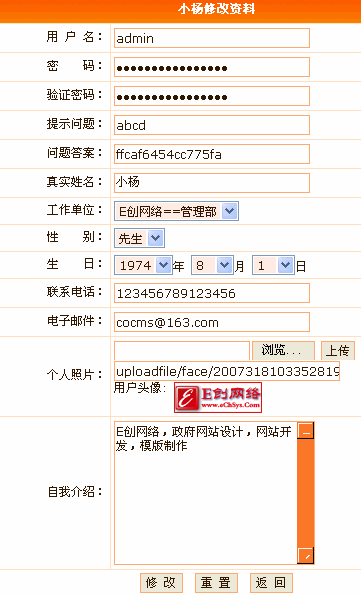 小杨修改资料
用 户 名： admin
密 码： ●●●●●●●●●●●●●●●●
验证密码： ●●●●●●●●●●●●●●●●
提示问题： abcd
问题答案： ffcaf6454cc775fa
真实姓名： 小杨
工作单位： E创网络==管理部
性 别： 先生
生 日： 1974 年 8 月 1 日
联系电话： 123456789123456
电子邮件： cocms@163.com
浏览... 上传
个人照片： uploadfile/face/2007318103352819
用户头像： E创网络
www.eChSys.Com
自我介绍： E创网络，政府网站设计，网站开
发，模版制作
修 改 重 置 返 回